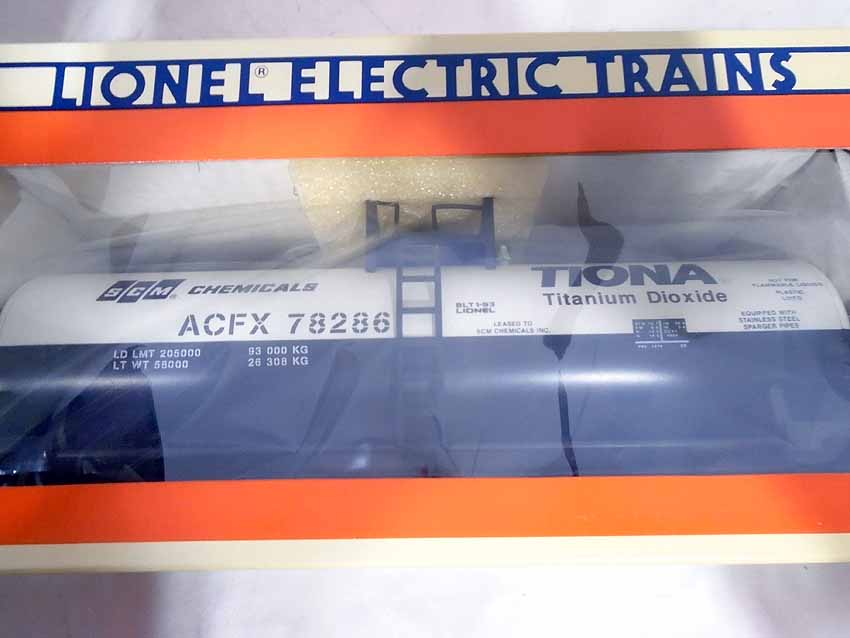 LIONEL® ELECTRIC TRAINS
SCM® CHEMICALS
ACFX 78286
LD LMT 205000 93 000 KG
LT WT 58000 26 308 KG
BLT 1-93
LIONEL
LEASED TO
SCM CHEMICALS INC.
TIONA
Titanium Dioxide
NOT FOR
FLAMMABLE LIQUIDS
PLASTIC
LINED
EQUIPPED WITH
STAINLESS STEEL
SPARGER PIPES